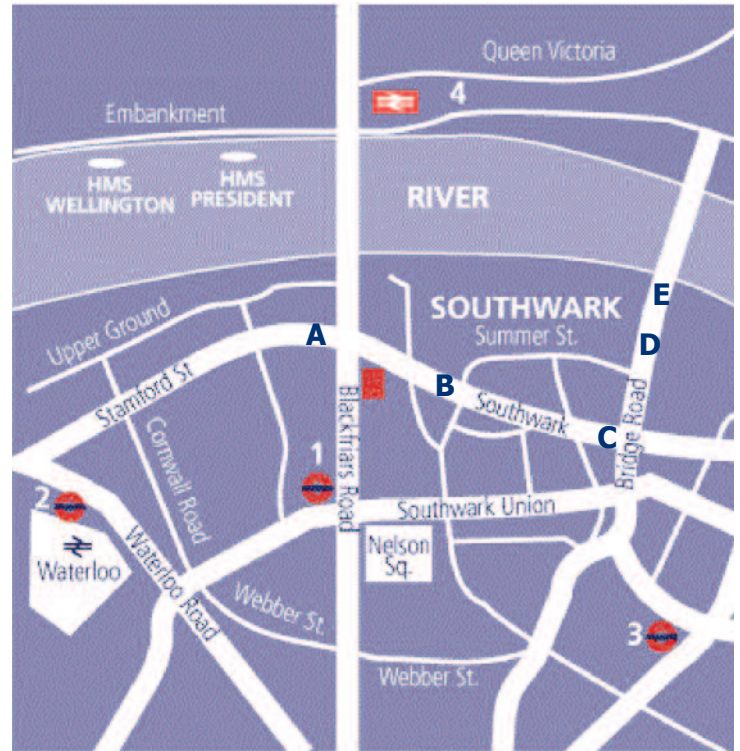 Queen Victoria
4
Embankment
HMS
WELLINGTON
HMS
PRESIDENT
RIVER
E
SOUTHWARK
Summer St.
D
Upper Ground
A
Stamford St
B
Southwark
C
Bridge Road
Blackfriars Road
Cornwall Road
1
2
Southwark Union
Waterloo
Waterloo Road
Nelson
Sq.
Webber St.
3
Webber St.